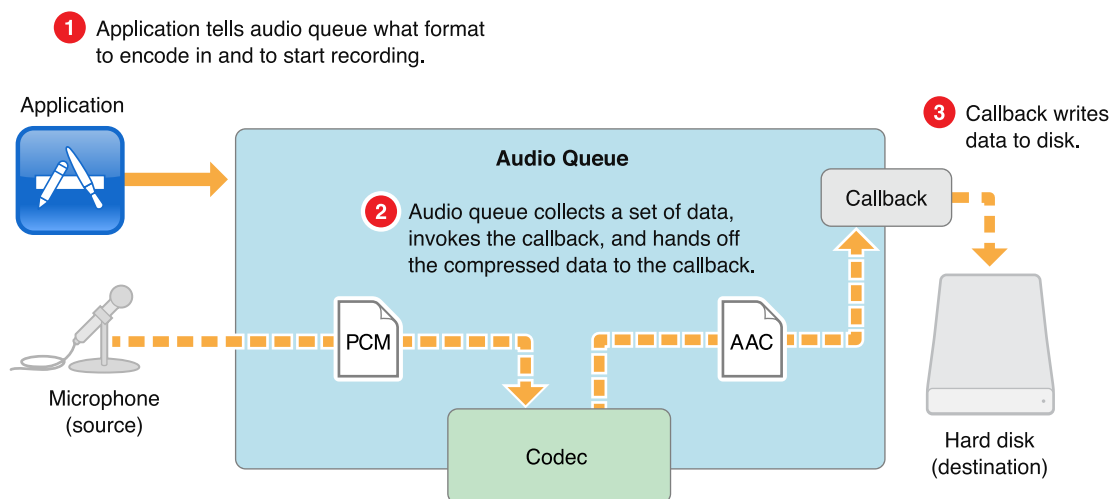 1 Application tells audio queue what format
to encode in and to start recording.
Application
3 Callback writes
data to disk.
Audio Queue
Callback
2 Audio queue collects a set of data,
invokes the callback, and hands off
the compressed data to the callback.
PCM
AAC
Microphone
(source)
Codec
Hard disk
(destination)